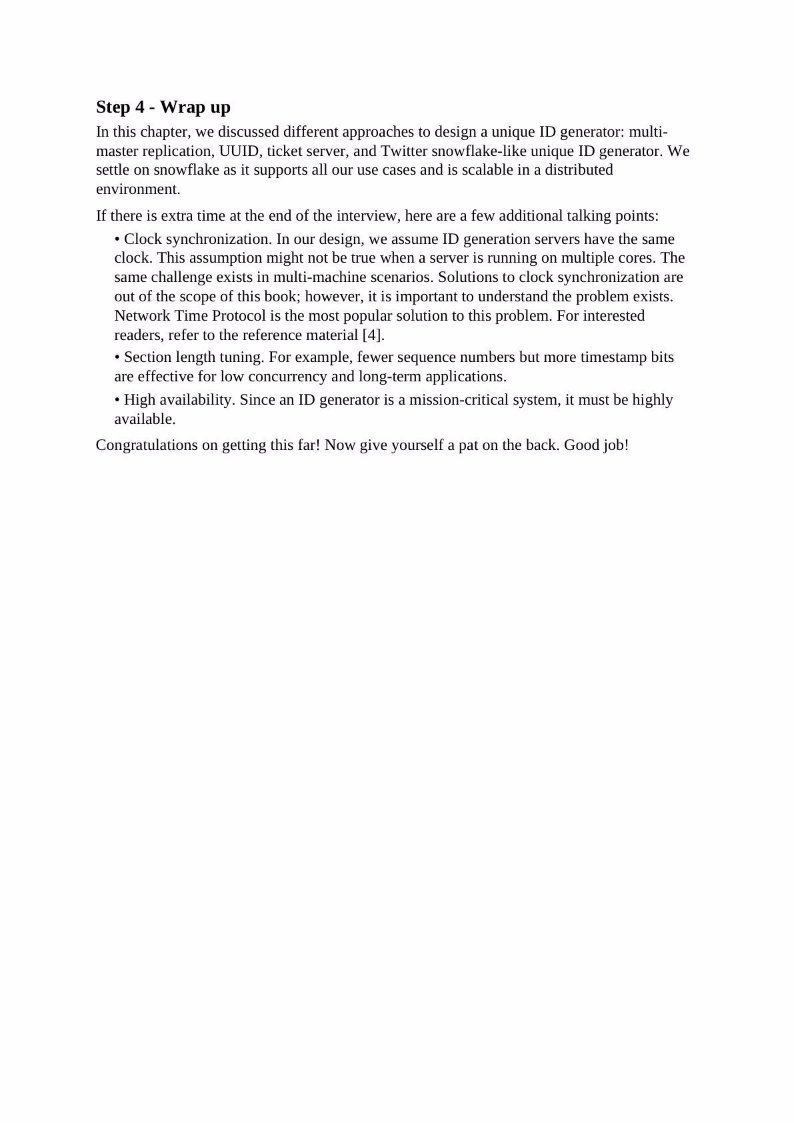 Step 4 - Wrap up
In this chapter, we discussed different approaches to design a unique ID generator: multi-
master replication, UUID, ticket server, and Twitter snowflake-like unique ID generator. We
settle on snowflake as it supports all our use cases and is scalable in a distributed
environment.
If there is extra time at the end of the interview, here are a few additional talking points:
• Clock synchronization. In our design, we assume ID generation servers have the same
clock. This assumption might not be true when a server is running on multiple cores. The
same challenge exists in multi-machine scenarios. Solutions to clock synchronization are
out of the scope of this book; however, it is important to understand the problem exists.
Network Time Protocol is the most popular solution to this problem. For interested
readers, refer to the reference material [4].
• Section length tuning. For example, fewer sequence numbers but more timestamp bits
are effective for low concurrency and long-term applications.
• High availability. Since an ID generator is a mission-critical system, it must be highly
available.
Congratulations on getting this far! Now give yourself a pat on the back. Good job!